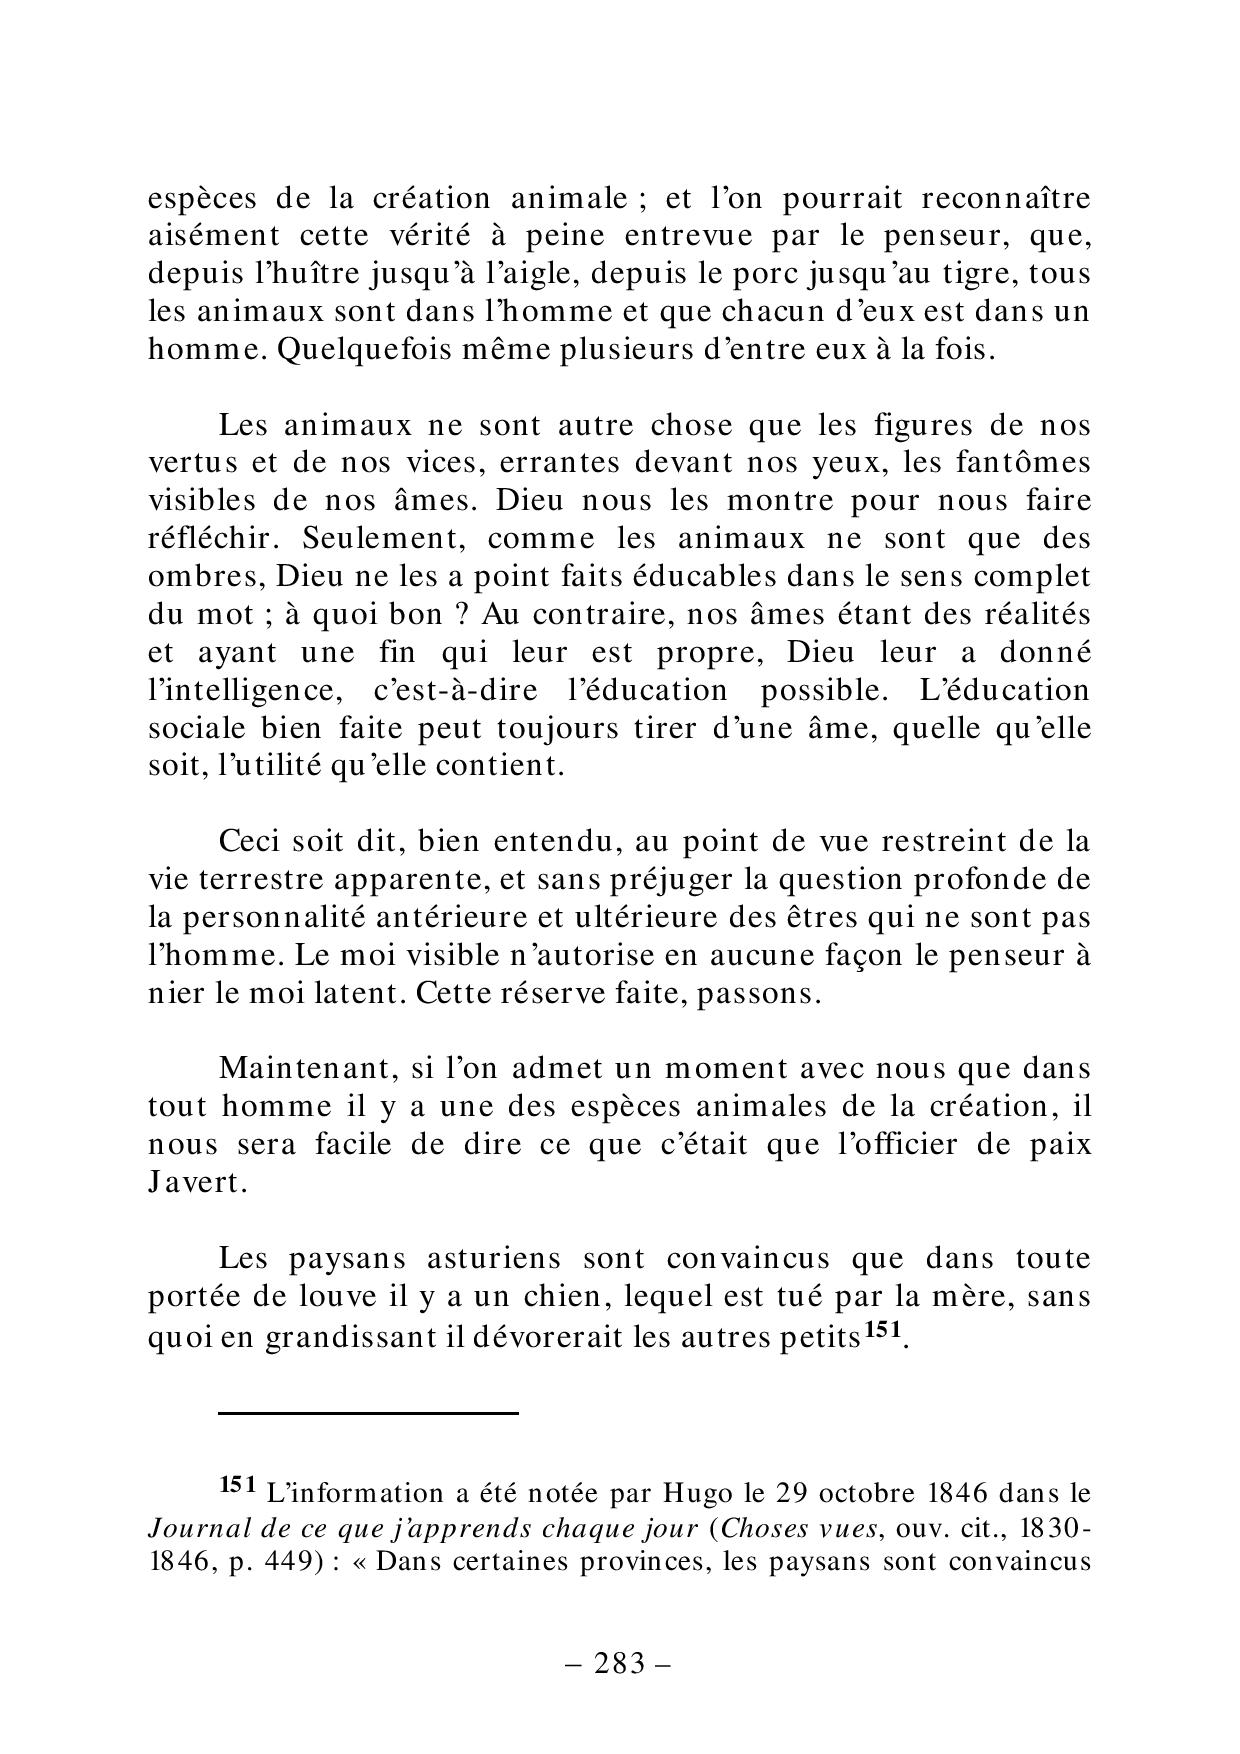 espèces de la création animale ; et l’on pourrait reconnaître
aisément cette vérité à peine entrevue par le penseur, que,
depuis l’huître jusqu’à l’aigle, depuis le porc jusqu’au tigre, tous
les animaux sont dans l’homme et que chacun d’eux est dans un
homme. Quelquefois même plusieurs d’entre eux à la fois.
Les animaux ne sont autre chose que les figures de nos
vertus et de nos vices, errantes devant nos yeux, les fantômes
visibles de nos âmes. Dieu nous les montre pour nous faire
réfléchir. Seulement, comme les animaux ne sont que des
ombres, Dieu ne les a point faits éducables dans le sens complet
du mot ; à quoi bon ? Au contraire, nos âmes étant des réalités
et ayant une fin qui leur est propre, Dieu leur a donné
l’intelligence, c’est-à-dire l’éducation possible. L’éducation
sociale bien faite peut toujours tirer d’une âme, quelle qu’elle
soit, l’utilité qu’elle contient.
Ceci soit dit, bien entendu, au point de vue restreint de la
vie terrestre apparente, et sans préjuger la question profonde de
la personnalité antérieure et ultérieure des êtres qui ne sont pas
l’homme. Le moi visible n’autorise en aucune façon le penseur à
nier le moi latent. Cette réserve faite, passons.
Maintenant, si l’on admet un moment avec nous que dans
tout homme il y a une des espèces animales de la création, il
nous sera facile de dire ce que c’était que l’officier de paix
Javert.
Les paysans asturiens sont convaincus que dans toute
portée de louve il y a un chien, lequel est tué par la mère, sans
quoi en grandissant il dévorerait les autres petits151.
151 L’information a été notée par Hugo le 29 octobre 1846 dans le
Journal de ce que j’apprends chaque jour (Choses vues, ouv. cit., 1830-
1846, p. 449) : « Dans certaines provinces, les paysans sont convaincus
– 283 –